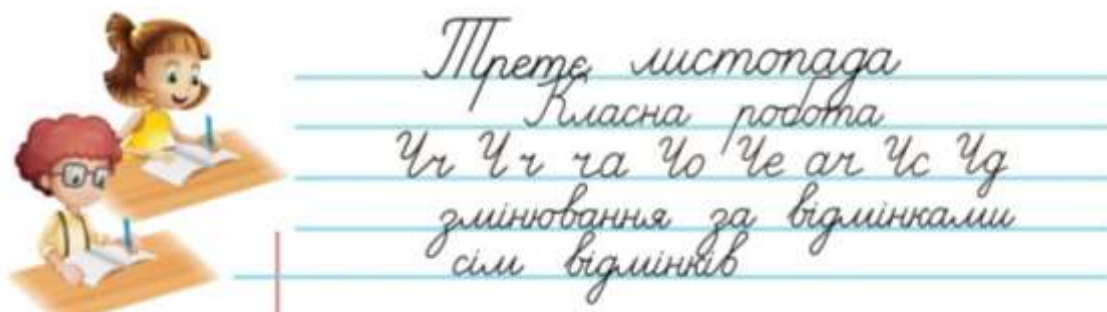 Третє листопада
Класна робота
Чч Чч ча Чо Че ач Чс Чд
змінювання за відмінками
сім відмінків